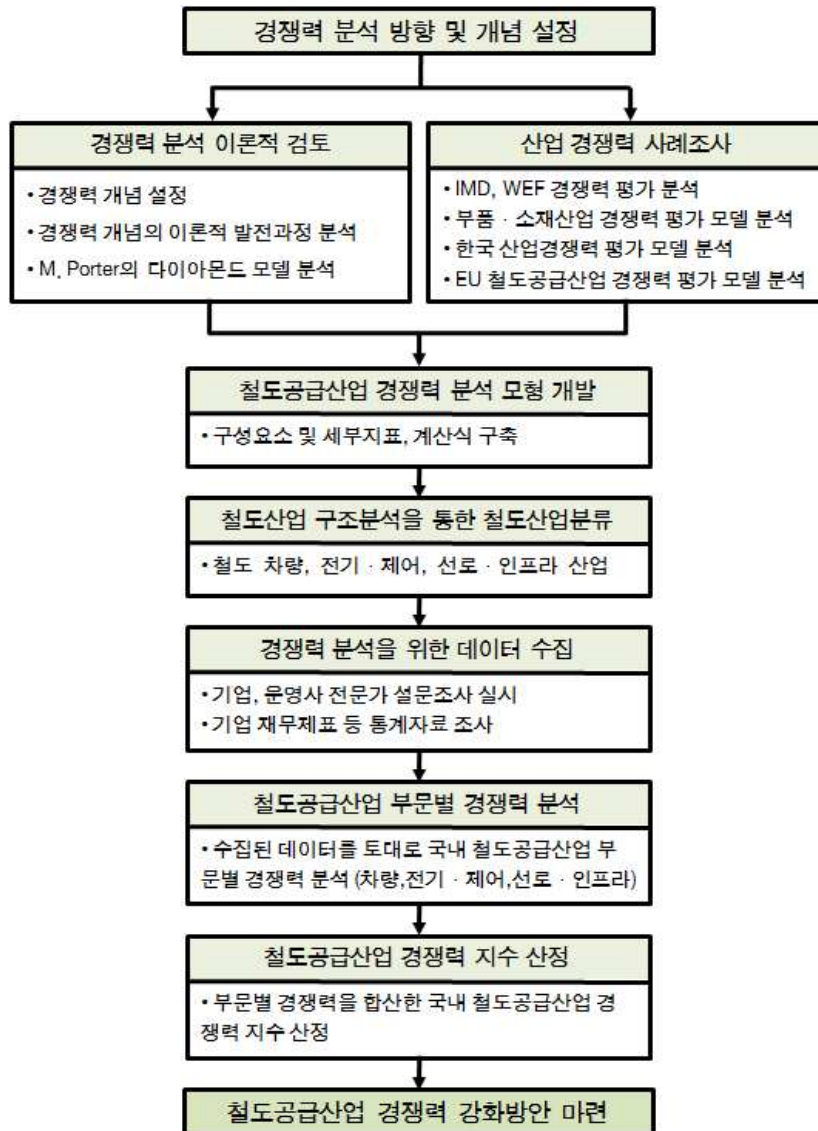 경쟁력 분석 방향 및 개념 설정
경쟁력 분석 이론적 검토
• 경쟁력 개념 설정
• 경쟁력 개념의 이론적 발전과정 분석
• M. Porter의 다이아몬드 모델 분석
산업 경쟁력 사례조사
• IMD, WEF 경쟁력 평가 분석
• 부품 · 소재산업 경쟁력 평가 모델 분석
• 한국 산업경쟁력 평가 모델 분석
• EU 철도공급산업 경쟁력 평가 모델 분석
철도공급산업 경쟁력 분석 모형 개발
• 구성요소 및 세부지표, 계산식 구축
철도산업 구조분석을 통한 철도산업분류
• 철도 차량, 전기 · 제어, 선로 · 인프라 산업
경쟁력 분석을 위한 데이터 수집
• 기업, 운영사 전문가 설문조사 실시
• 기업 재무제표 등 통계자료 조사
철도공급산업 부문별 경쟁력 분석
• 수집된 데이터를 토대로 국내 철도공급산업 부
문별 경쟁력 분석 (차량,전기 · 제어,선로 · 인프라)
철도공급산업 경쟁력 지수 산정
• 부문별 경쟁력을 합산한 국내 철도공급산업 경
쟁력 지수 산정
철도공급산업 경쟁력 강화방안 마련